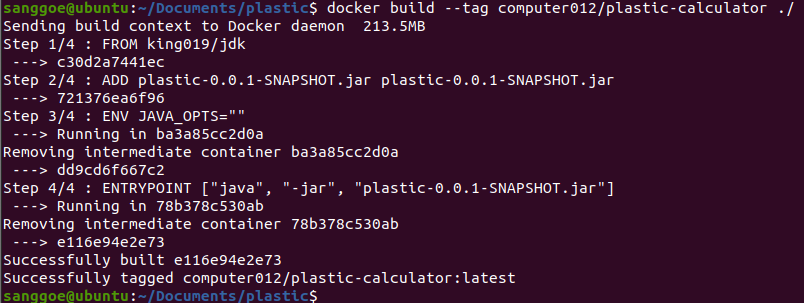 sanggoe@ubuntu:~/Documents/plastic$ docker build --tag computer012/plastic-calculator ./
Sending build context to Docker daemon  213.5MB
Step 1/4 : FROM king019/jdk
 ---> c30d2a7441ec
Step 2/4 : ADD plastic-0.0.1-SNAPSHOT.jar plastic-0.0.1-SNAPSHOT.jar
 ---> 721376ea6f96
Step 3/4 : ENV JAVA_OPTS=""
 ---> Running in ba3a85cc2d0a
Removing intermediate container ba3a85cc2d0a
 ---> dd9cd6f667c2
Step 4/4 : ENTRYPOINT ["java", "-jar", "plastic-0.0.1-SNAPSHOT.jar"]
 ---> Running in 78b378c530ab
Removing intermediate container 78b378c530ab
 ---> e116e94e2e73
Successfully built e116e94e2e73
Successfully tagged computer012/plastic-calculator:latest
sanggoe@ubuntu:~/Documents/plastic$